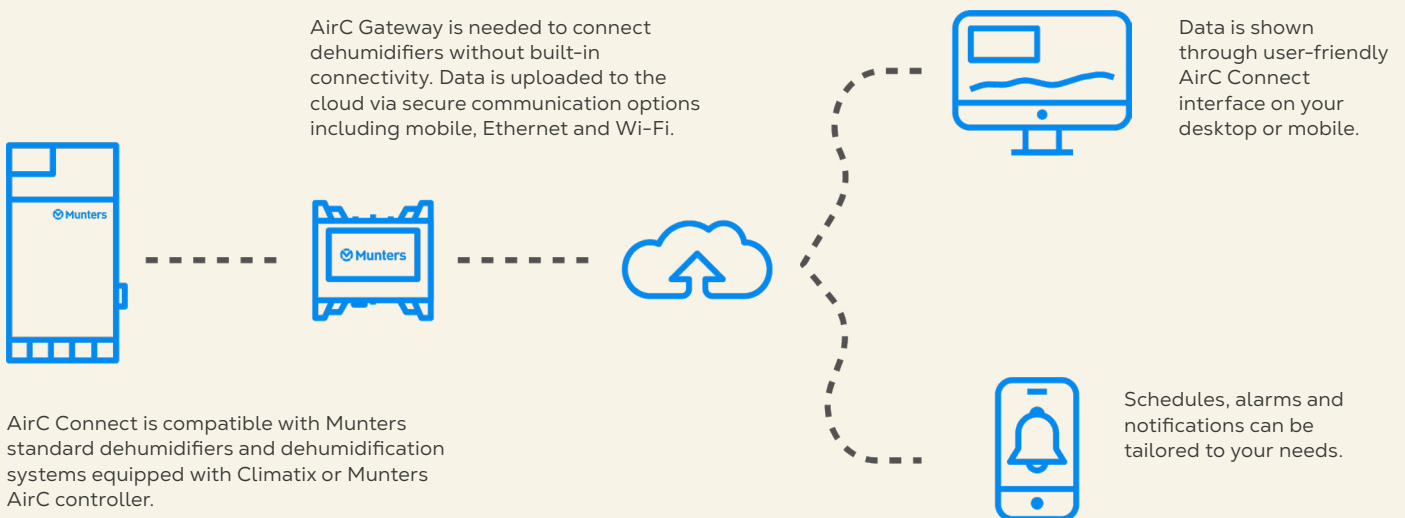 AirC Gateway is needed to connect
dehumidifiers without built-in
connectivity. Data is uploaded to the
cloud via secure communication options
including mobile, Ethernet and Wi-Fi.
Data is shown
through user-friendly
AirC Connect
interface on your
desktop or mobile.
Munters
Munters
AirC Connect is compatible with Munters
standard dehumidifiers and dehumidification
systems equipped with Climatix or Munters
AirC controller.
Schedules, alarms and
notifications can be
tailored to your needs.